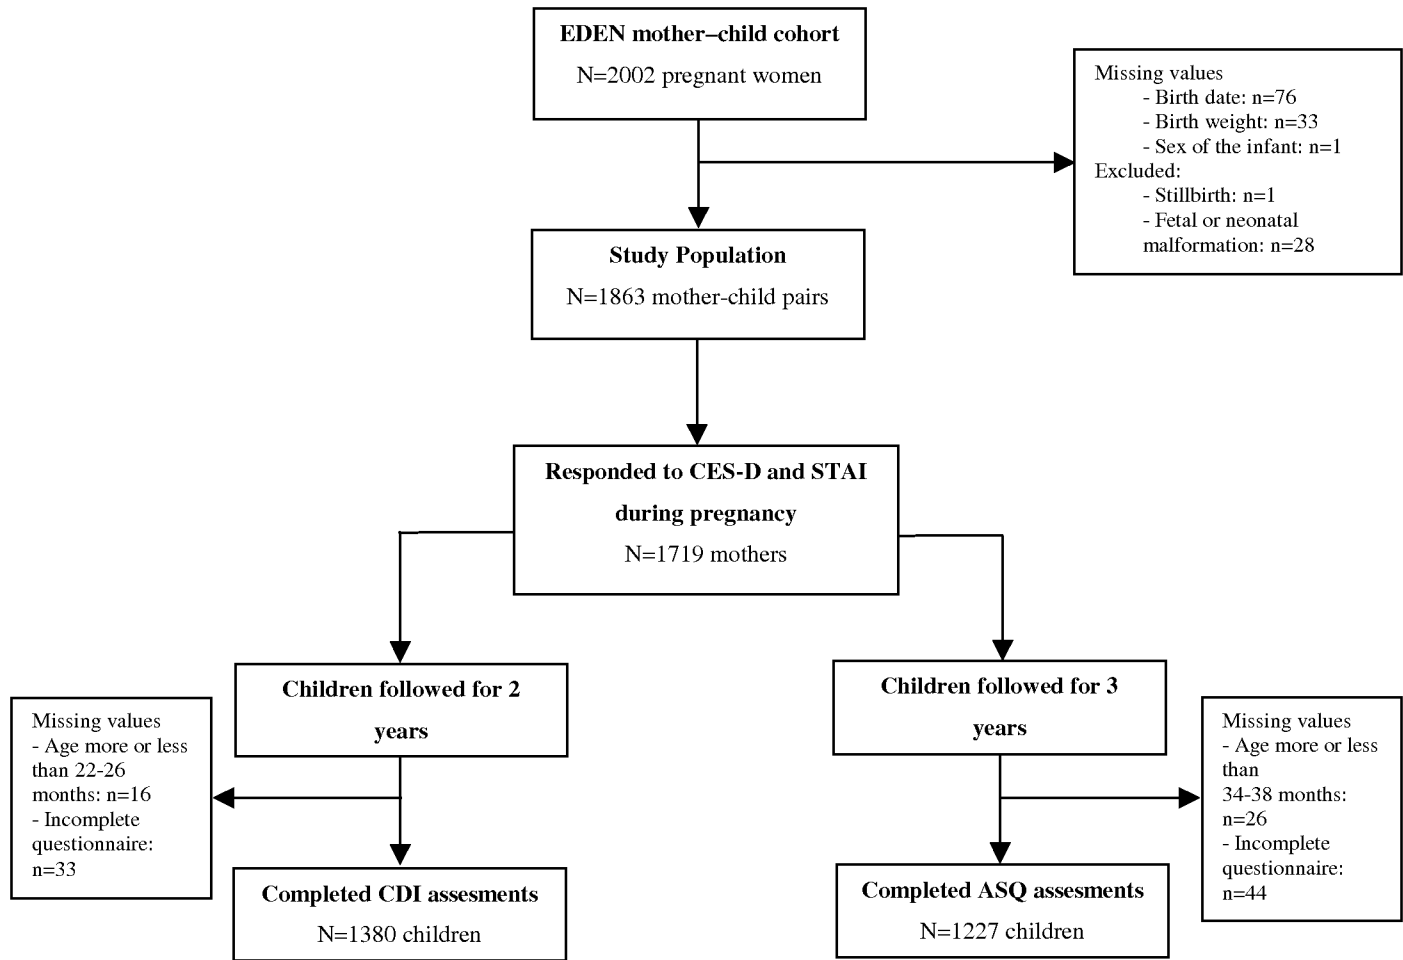 EDEN mother–child cohort
N=2002 pregnant women
Missing values
- Birth date: n=76
- Birth weight: n=33
- Sex of the infant: n=1
Excluded:
- Stillbirth: n=1
- Fetal or neonatal
malformation: n=28
Study Population
N=1863 mother-child pairs
Responded to CES-D and STAI
during pregnancy
N=1719 mothers
Children followed for 2
years
Children followed for 3
years
Missing values
- Age more or less
than 22-26
months: n=16
- Incomplete
questionnaire:
n=33
Missing values
- Age more or less
than
34-38 months:
n=26
- Incomplete
questionnaire:
n=44
Completed CDI assesments
N=1380 children
Completed ASQ assesments
N=1227 children